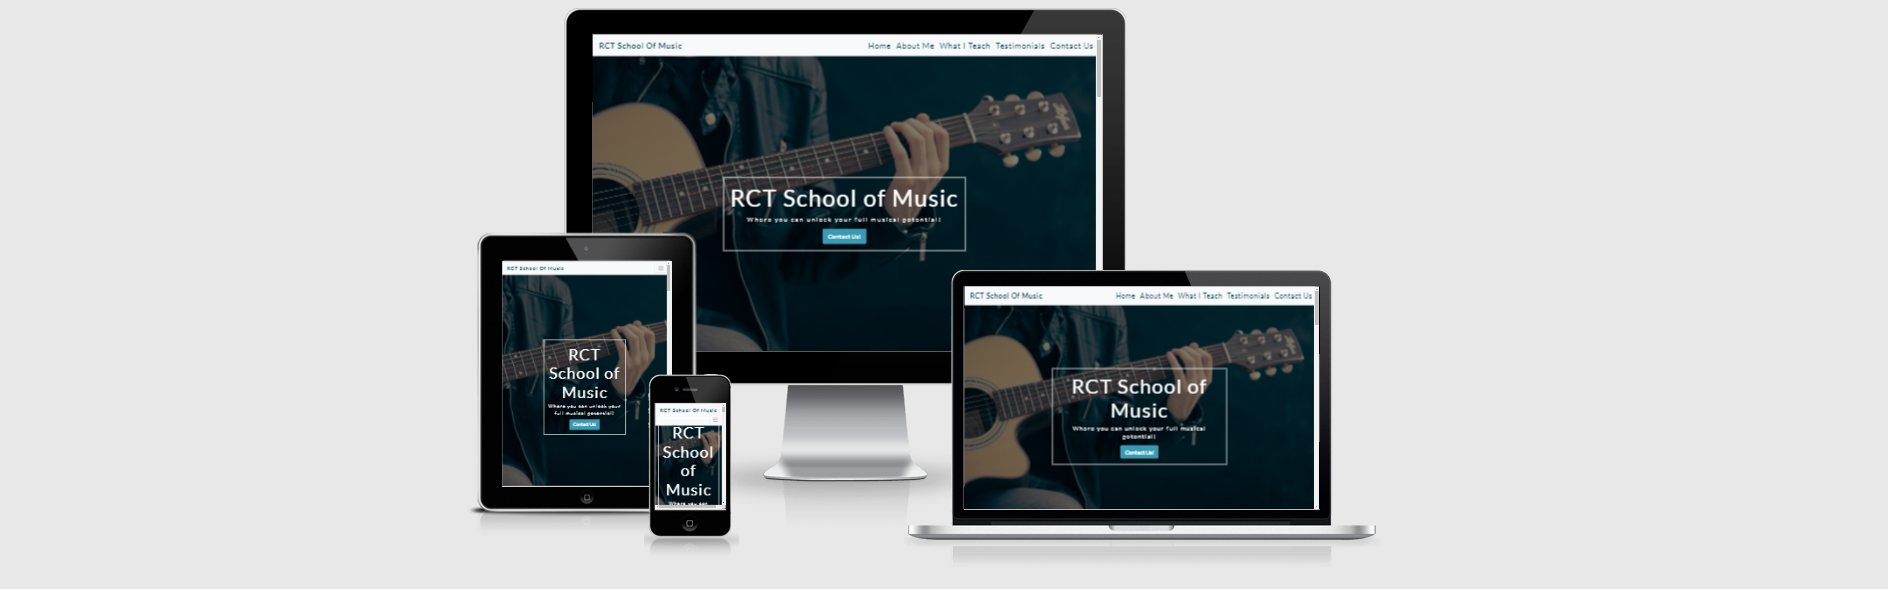 RCT School Of Music
Home About Me What I Teach Testimonials Contact Us
RCT School of Music
Where you can unlock your full musical potential!
Contact Us!
RCT School Of Music
RCT
School of
Music
Where you can unlock your
full musical potential!
Contact Us!
RCT School Of Music
RCT
School
of
Music
Where you can
RCT School Of Music
Home About Me What I Teach Testimonials Contact Us
RCT School of
Music
Where you can unlock your full musical
potential!
Contact Us!